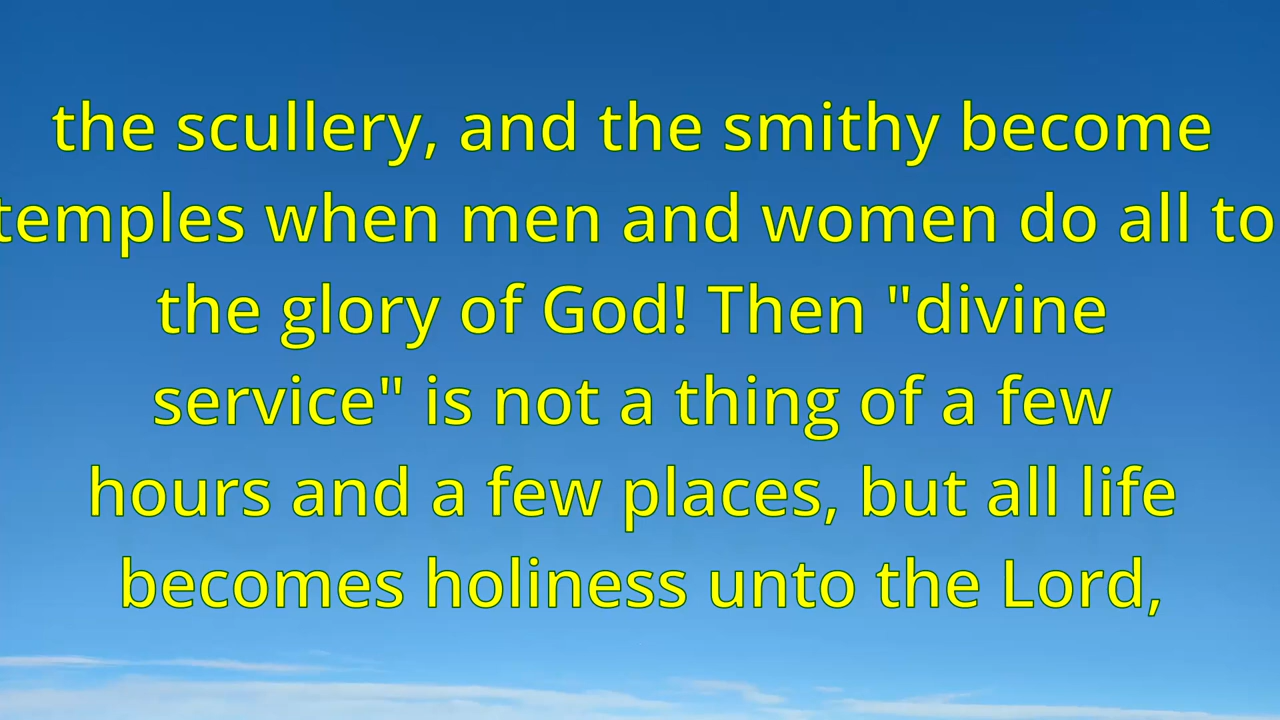 the scullery, and the smithy become
temples when men and women do all to
the glory of God! Then "divine
service" is not a thing of a few
hours and a few places, but all life
becomes holiness unto the Lord,